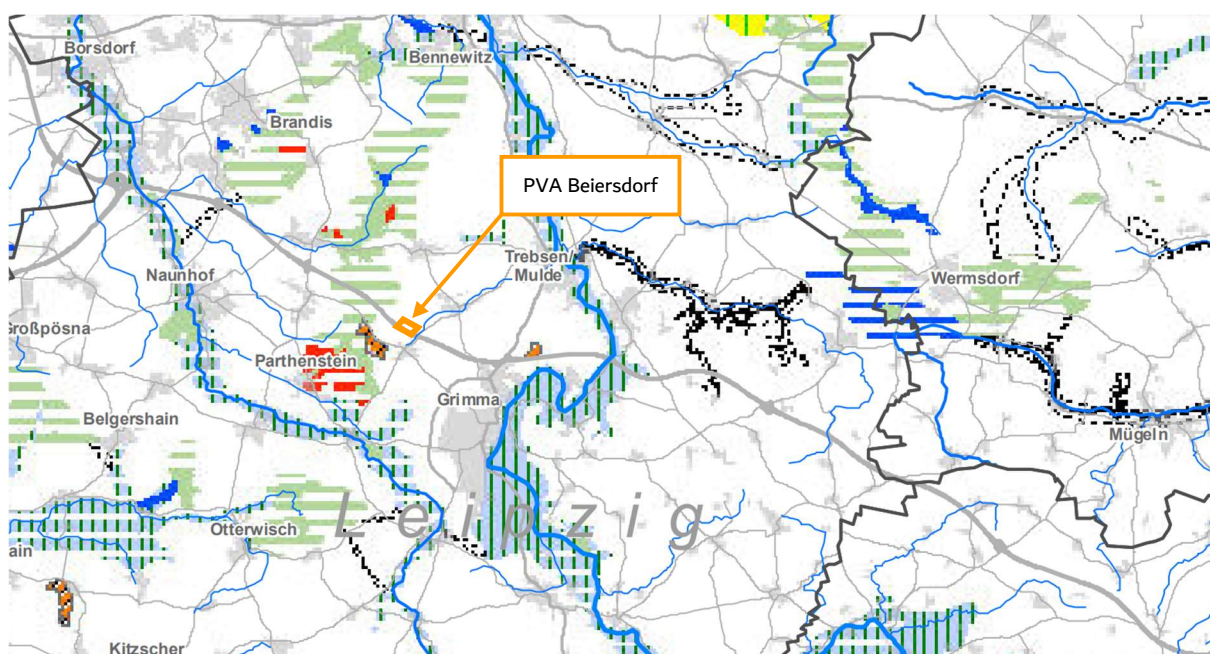 Borsdorf
Bennewitz
Brandis
PVA Beiersdorf
Trebsen/
Mulde
Naunhof
Wermsdorf
Großpösna
Parthenstein
Grimma
Belgershain
Mügeln
Leipzig
Otterwisch
ain
Kitzscher